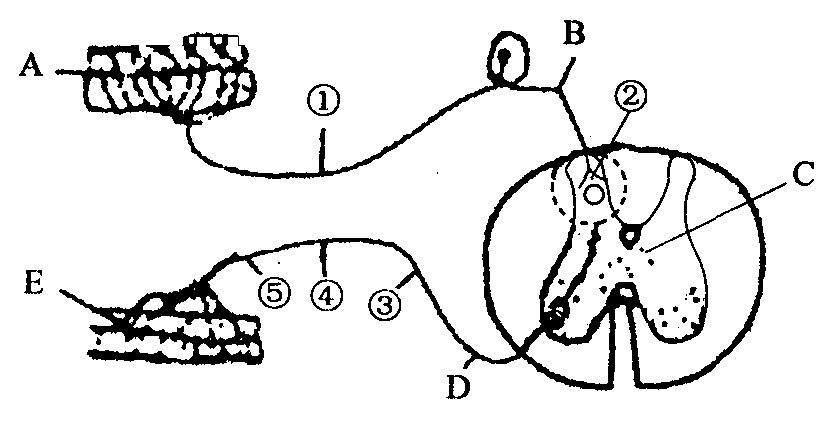 A
①
B
②
C
E
⑤
④
③
D